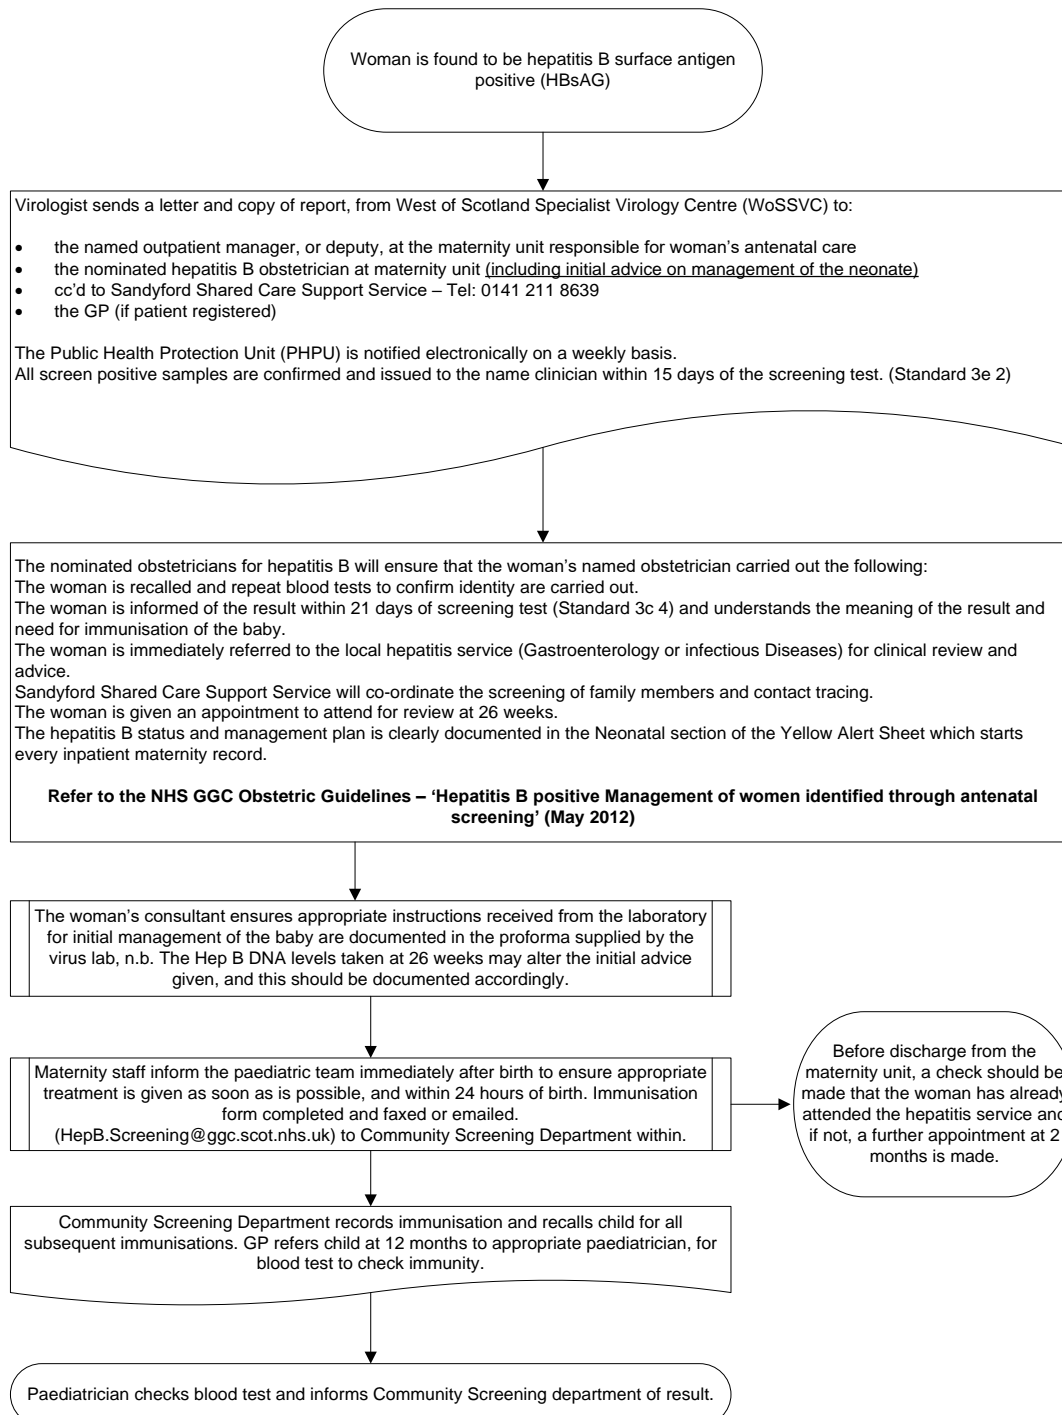 Woman is found to be hepatitis B surface antigen
positive (HBsAG)
Virologist sends a letter and copy of report, from West of Scotland Specialist Virology Centre (WoSSVC) to:
• the named outpatient manager, or deputy, at the maternity unit responsible for woman's antenatal care
• the nominated hepatitis B obstetrician at maternity unit (including initial advice on management of the neonate)
• cc'd to Sandyford Shared Care Support Service – Tel: 0141 211 8639
• the GP (if patient registered)
The Public Health Protection Unit (PHPU) is notified electronically on a weekly basis.
All screen positive samples are confirmed and issued to the name clinician within 15 days of the screening test. (Standard 3e 2)
The nominated obstetricians for hepatitis B will ensure that the woman's named obstetrician carried out the following:
The woman is recalled and repeat blood tests to confirm identity are carried out.
The woman is informed of the result within 21 days of screening test (Standard 3c 4) and understands the meaning of the result and
need for immunisation of the baby.
The woman is immediately referred to the local hepatitis service (Gastroenterology or infectious Diseases) for clinical review and
advice.
Sandyford Shared Care Support Service will co-ordinate the screening of family members and contact tracing.
The woman is given an appointment to attend for review at 26 weeks.
The hepatitis B status and management plan is clearly documented in the Neonatal section of the Yellow Alert Sheet which starts
every inpatient maternity record.
Refer to the NHS GGC Obstetric Guidelines – 'Hepatitis B positive Management of women identified through antenatal
screening' (May 2012)
The woman's consultant ensures appropriate instructions received from the laboratory
for initial management of the baby are documented in the proforma supplied by the
virus lab, n.b. The Hep B DNA levels taken at 26 weeks may alter the initial advice
given, and this should be documented accordingly.
Maternity staff inform the paediatric team immediately after birth to ensure appropriate
treatment is given as soon as is possible, and within 24 hours of birth. Immunisation
form completed and faxed or emailed.
(HepB.Screening@ggc.scot.nhs.uk) to Community Screening Department within.
Before discharge from the
maternity unit, a check should be
made that the woman has already
attended the hepatitis service and
if not, a further appointment at 2
months is made.
Community Screening Department records immunisation and recalls child for all
subsequent immunisations. GP refers child at 12 months to appropriate paediatrician, for
blood test to check immunity.
Paediatrician checks blood test and informs Community Screening department of result.